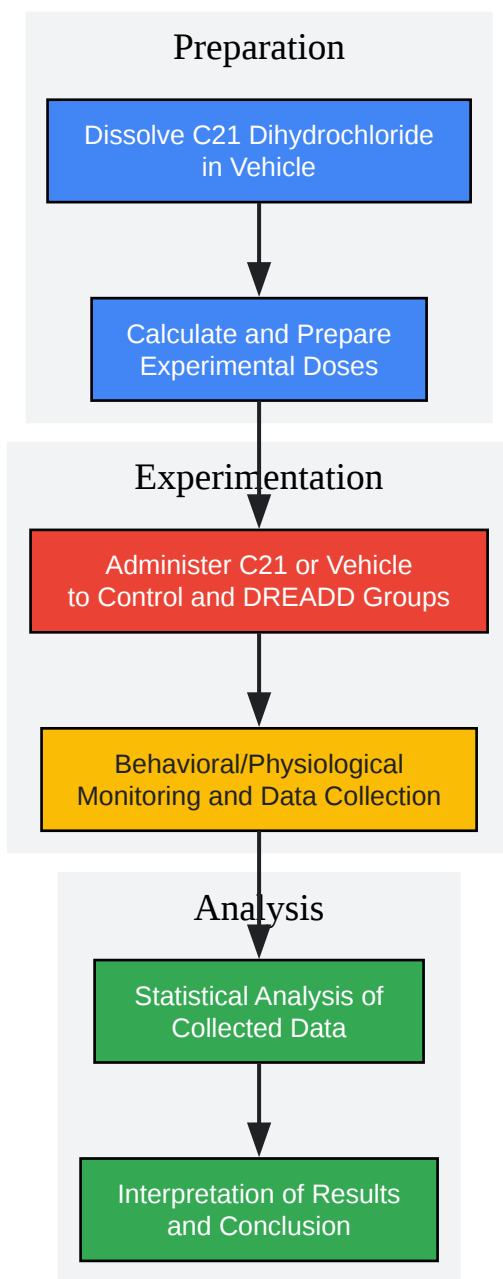 Preparation
Dissolve C21 Dihydrochloride
in Vehicle
Calculate and Prepare
Experimental Doses
Experimentation
Administer C21 or Vehicle
to Control and DREADD Groups
Behavioral/Physiological
Monitoring and Data Collection
Analysis
Statistical Analysis of
Collected Data
Interpretation of Results
and Conclusion